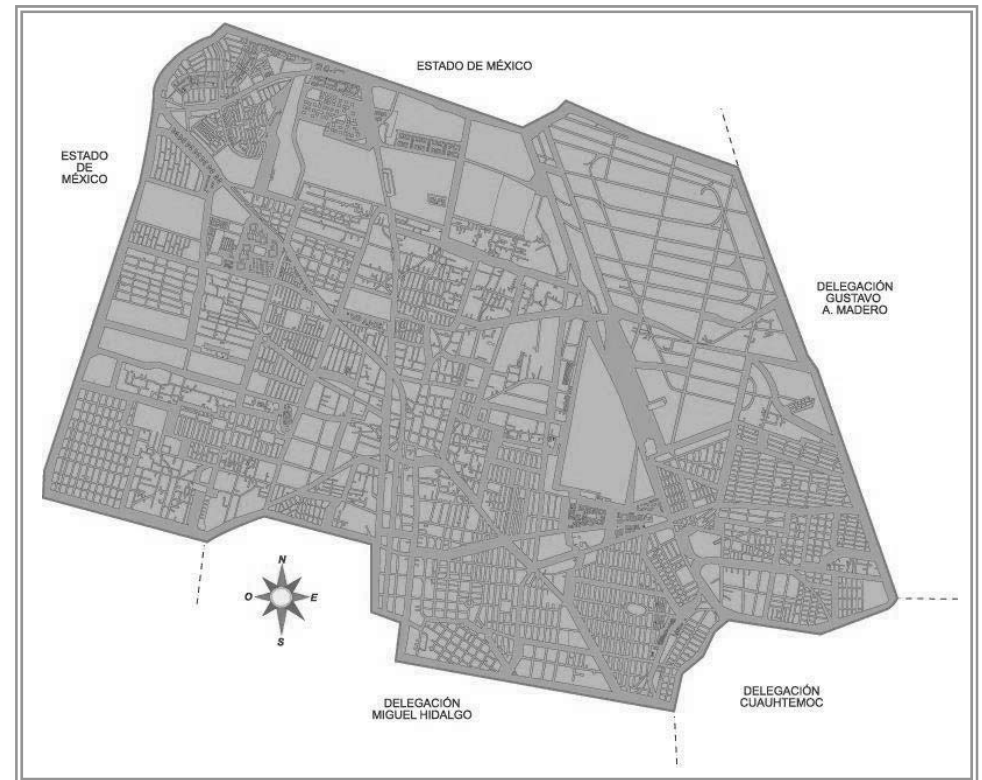 ESTADO DE MÉXICO
ESTADO
DE
MÉXICO
DELEGACIÓN
GUSTAVO
A. MADERO
N
O
E
S
DELEGACIÓN
MIGUEL HIDALGO
DELEGACIÓN
CUAUHTEMOC